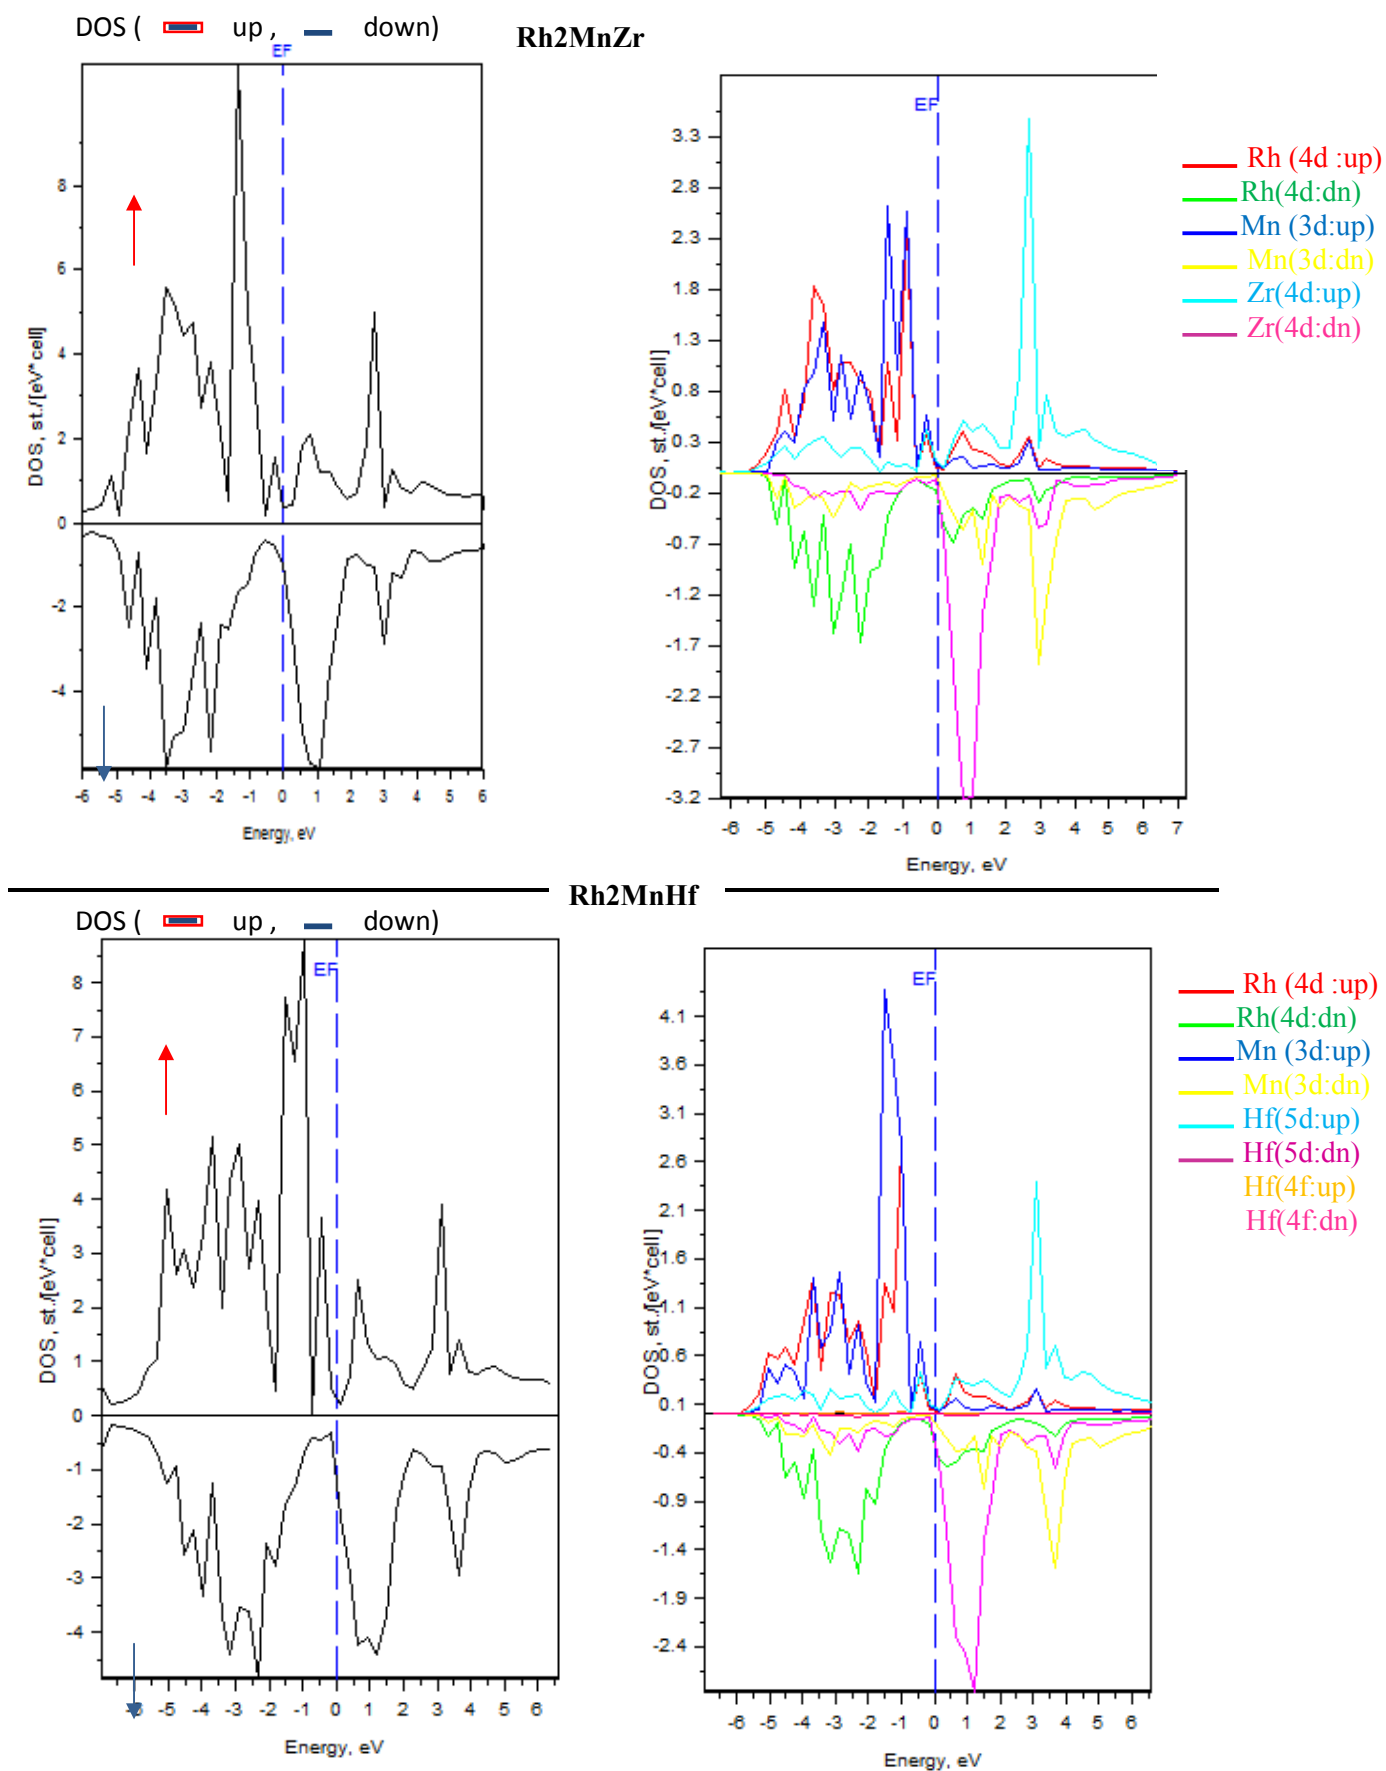 DOS ( up , down)
Rh2MnZr
EF
8
6
4
2
0
-2
-4
DOS, st./[eV*cell]
-6 -5 -4 -3 -2 -1 0 1 2 3 4 5 6
Energy, eV
EF
3.3
2.8
2.3
1.8
1.3
0.8
0.3
-0.2
-0.7
-1.2
-1.7
-2.2
-2.7
-3.2
DOS, st./[eV*cell]
-6 -5 -4 -3 -2 -1 0 1 2 3 4 5 6 7
Energy, eV
Rh (4d :up)
Rh(4d:dn)
Mn (3d:up)
Mn(3d:dn)
Zr(4d:up)
Zr(4d:dn)
Rh2MnHf
DOS ( up , down)
EF
8
7
6
5
4
3
2
1
0
-1
-2
-3
-4
DOS, st./[eV*cell]
-6 -5 -4 -3 -2 -1 0 1 2 3 4 5 6
Energy, eV
EF
4.1
3.6
3.1
2.6
2.1
1.6
1.1
0.6
0.1
-0.4
-0.9
-1.4
-1.9
-2.4
DOS, st./[eV*cell]
-6 -5 -4 -3 -2 -1 0 1 2 3 4 5 6
Energy, eV
Rh (4d :up)
Rh(4d:dn)
Mn (3d:up)
Mn(3d:dn)
Hf(5d:up)
Hf(5d:dn)
Hf(4f:up)
Hf(4f:dn)